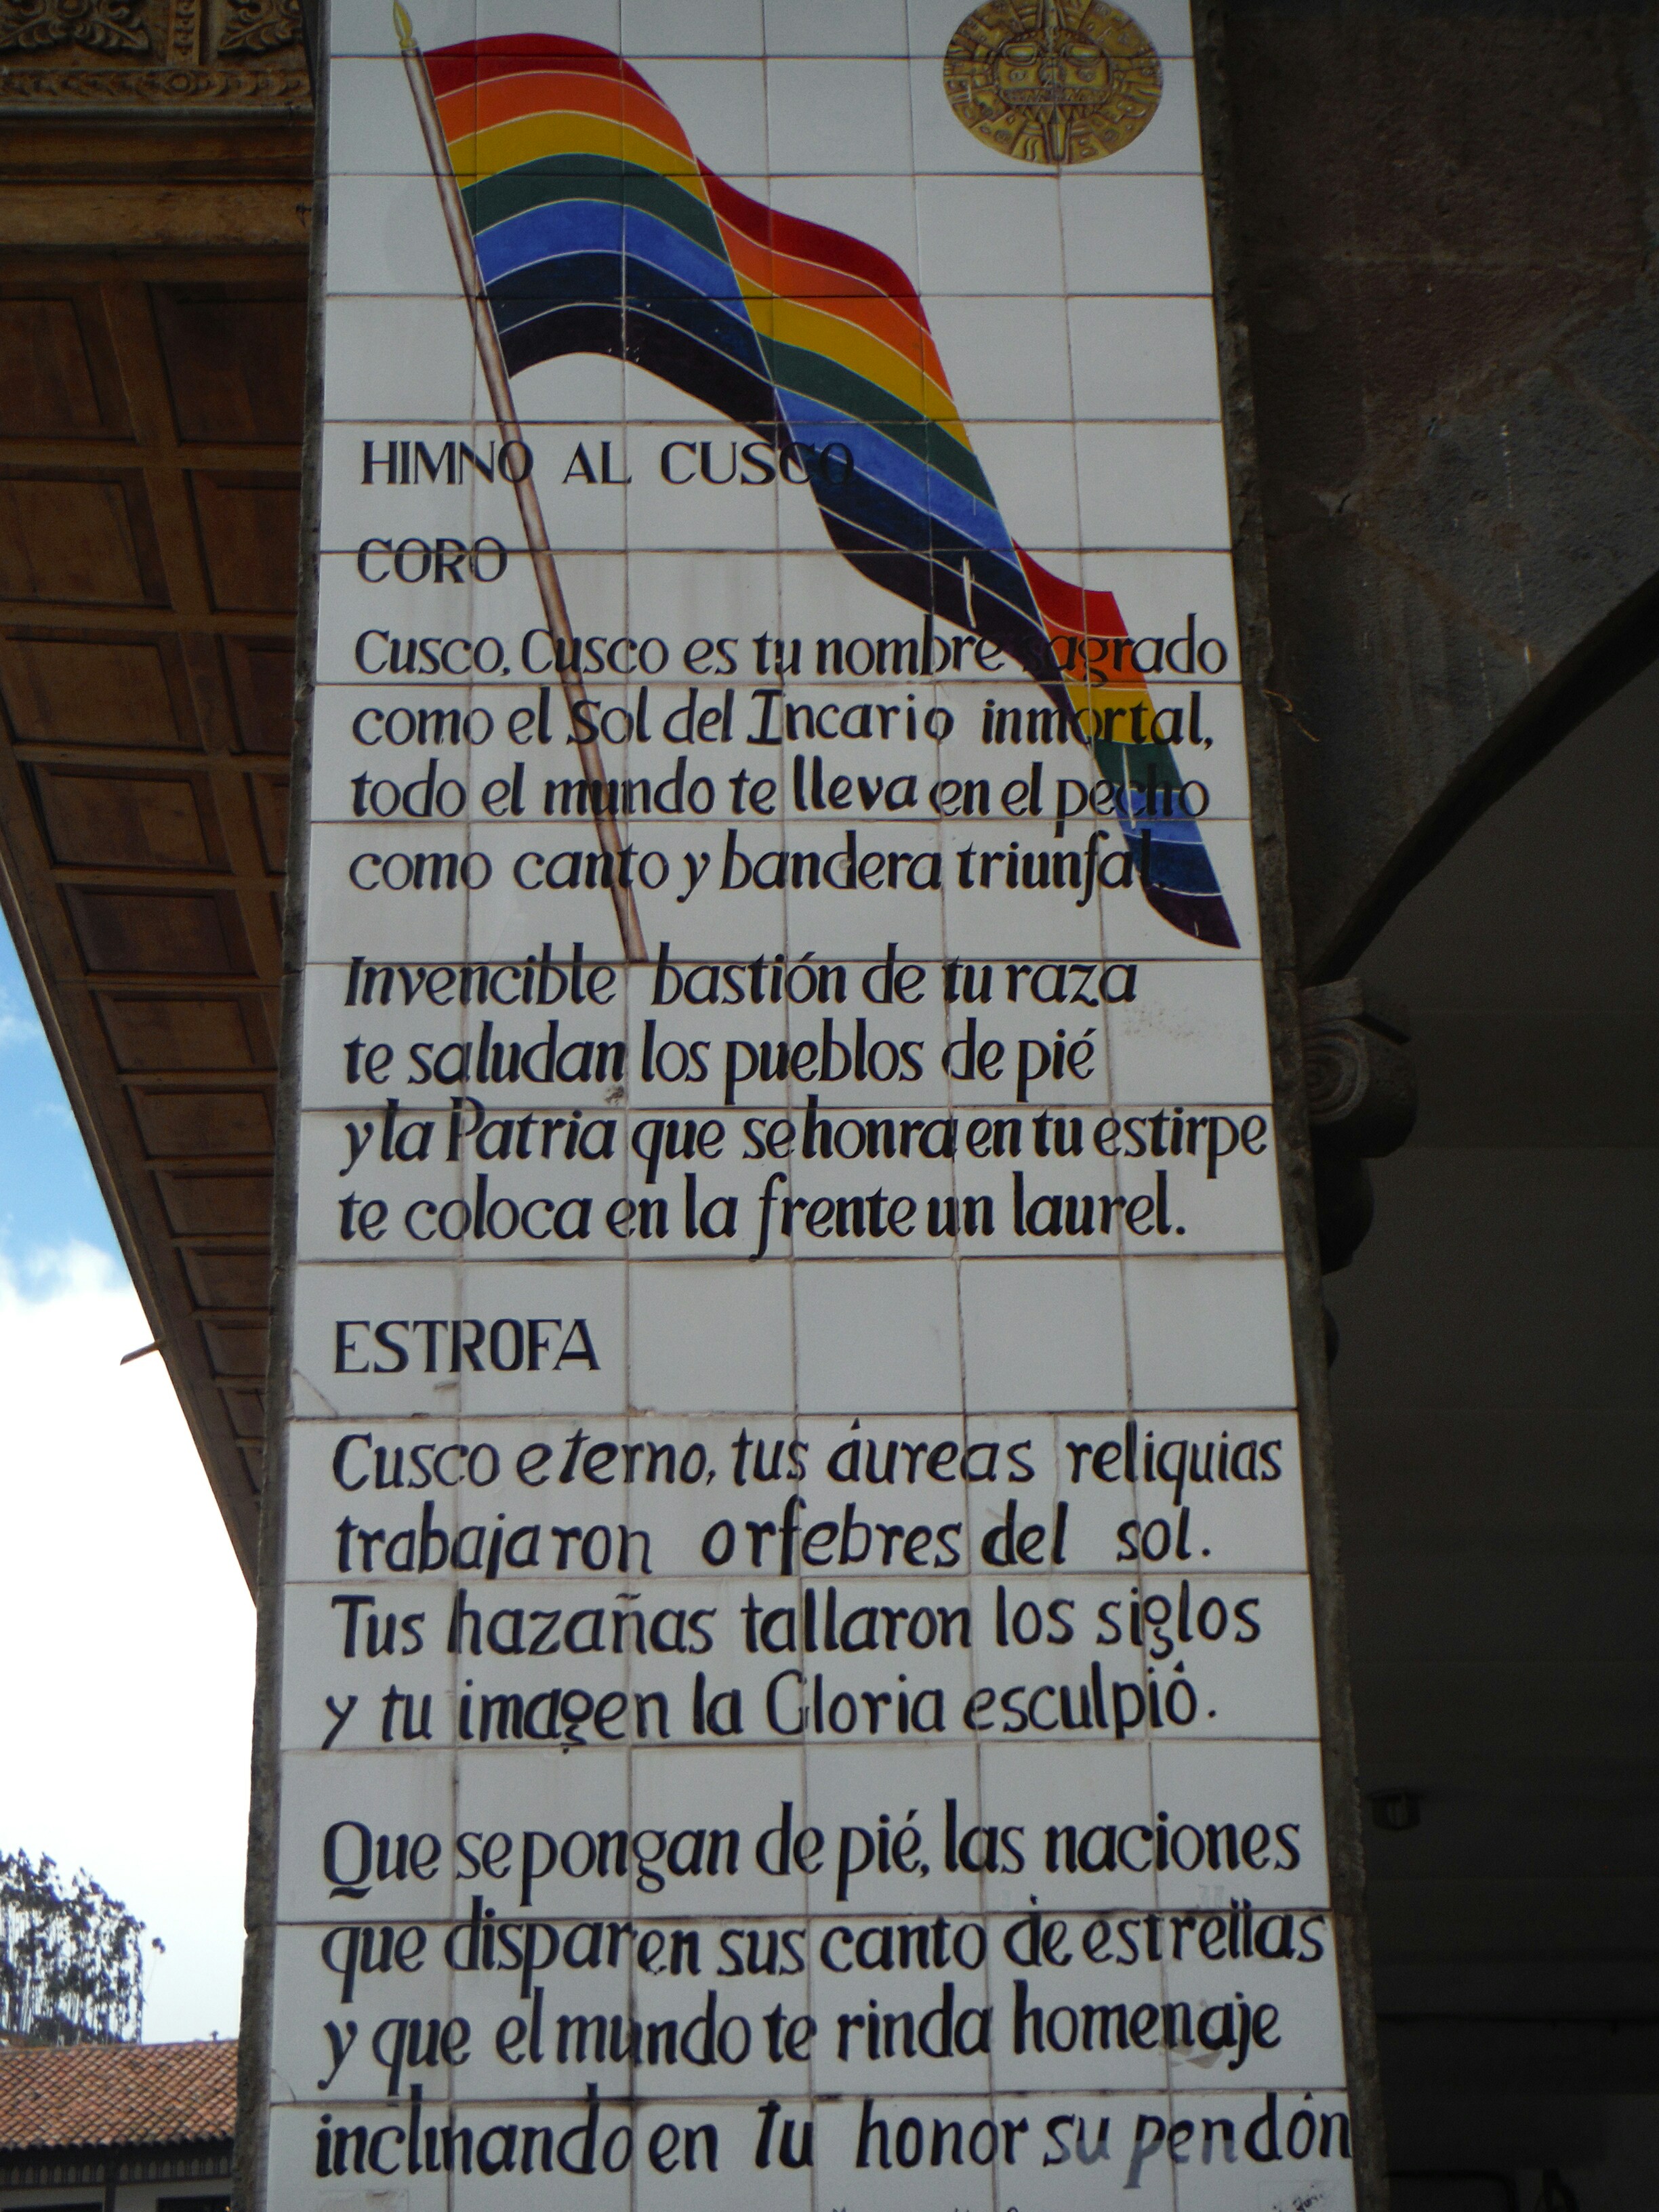 HIMNO AL CUSCO
CORO
Cusco, Cusco es tu nombre sagrado
como el Sol del Incario inmortal,
todo el mundo te lleva en el pecho
como canto y bandera triunfal.
Invencible bastión de tu raza
te saludan los pueblos de pié
y la Patria que se honra en tu estirpe
te coloca en la frente un laurel.
ESTROFA
Cusco eterno, tus áureas reliquias
trabajaron orfebres del sol.
Tus hazañas tallaron los siglos
y tu imagen la Gloria esculpió.
Que se pongan de pié, las naciones
que disparen sus canto de estrellas
y que el mundo te rinda homenaje
inclinando en tu honor su pendón